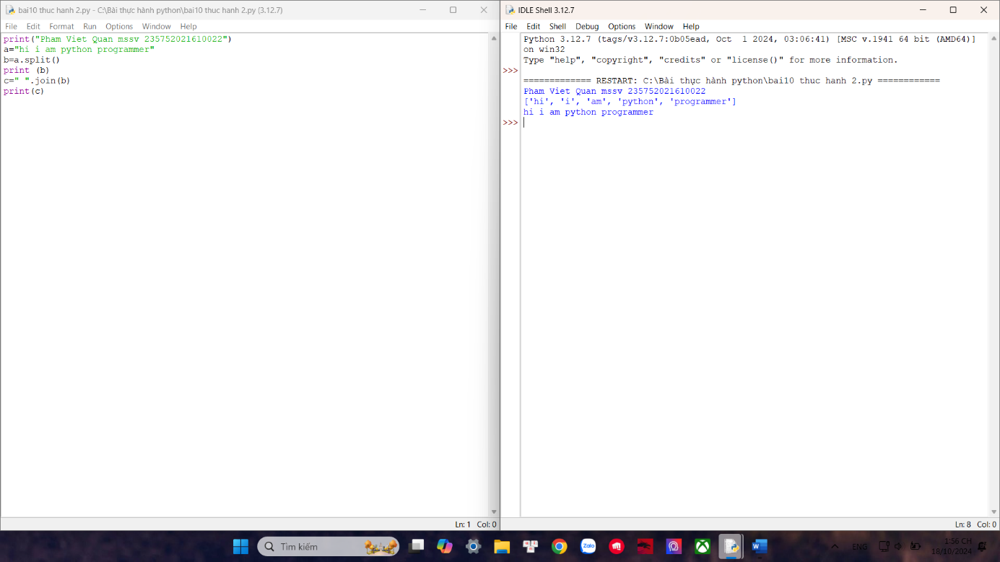 bai10 thuc hanh 2.py - C:\Bài thực hành python\bai10 thuc hanh 2.py (3.12.7)
File Edit Format Run Options Window Help
print("Pham Viet Quan mssv 235752021610022")
a="hi i am python programmer"
b=a.split()
print (b)
c=" ".join(b)
print(c)
Ln: 1 Col: 0
IDLE Shell 3.12.7
File Edit Shell Debug Options Window Help
Python 3.12.7 (tags/v3.12.7:0b05ead, Oct  1 2024, 03:06:41) [MSC v.1941 64 bit (AMD64)]
on win32
Type "help", "copyright", "credits" or "license()" for more information.
>>>
============= RESTART: C:\Bài thực hành python\bai10 thuc hanh 2.py ============
Pham Viet Quan mssv 235752021610022
['hi', 'i', 'am', 'python', 'programmer']
hi i am python programmer
>>>
Ln: 8 Col: 0
Tìm kiếm
Zalo
ENG
1:56 CH
18/10/2024